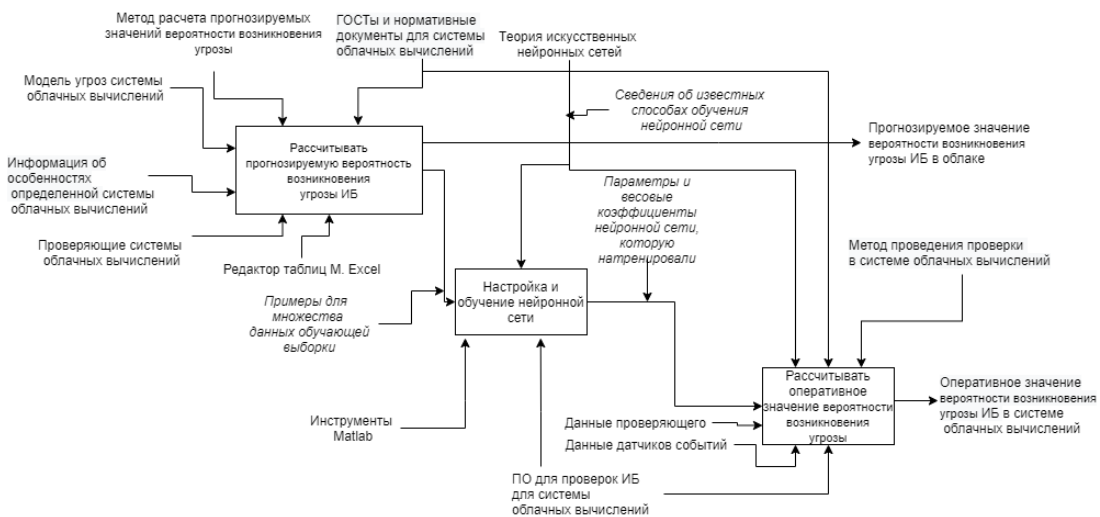 Метод расчета прогнозируемых
значений вероятности возникновения
угрозы
ГОСТы и нормативные
документы для системы
облачных вычислений
Теория искусственных
нейронных сетей
Модель угроз системы
облачных вычислений
Сведения об известных
способах обучения
нейронной сети
Рассчитывать
прогнозируемую вероятность
возникновения
угрозы ИБ
Прогнозируемое значение
вероятности возникновения
угрозы ИБ в облаке
Информация об
особенностях
определенной системы
облачных вычислений
Параметры и
весовые
коэффициенты
нейронной сети,
которую
натренировали
Проверяющие системы
облачных вычислений
Редактор таблиц M. Excel
Метод проведения проверки
в системе облачных вычислений
Настройка и
обучение нейронной
сети
Примеры для
множества
данных обучающей
выборки
Рассчитывать
оперативное
значение вероятности
возникновения
угрозы
Оперативное значение
вероятности возникновения
угрозы ИБ в системе
облачных вычислений
Инструменты
Matlab
Данные проверяющего
Данные датчиков событий
ПО для проверок ИБ
для системы
облачных вычислений